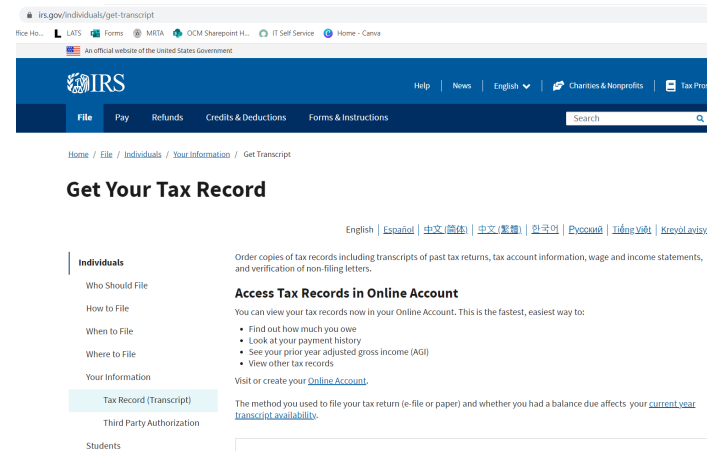 irs.gov/individuals/get-transcript
ffice Ho... LATS Forms MRTA OCM Sharepoint H... IT Self Service Home - Canva
An official website of the United States Government
IRS
Help News English Charities & Nonprofits Tax Pros
File Pay Refunds Credits & Deductions Forms & Instructions Search
Home / File / Individuals / Your Information / Get Transcript
Get Your Tax Record
English Español 中文 (简体) 中文 (繁體) 한국어 Русский Tiếng Việt Kreyòl ayisy
Individuals
Who Should File
How to File
When to File
Where to File
Your Information
Tax Record (Transcript)
Third Party Authorization
Students
Order copies of tax records including transcripts of past tax returns, tax account information, wage and income statements,
and verification of non-filing letters.
Access Tax Records in Online Account
You can view your tax records now in your Online Account. This is the fastest, easiest way to:
• Find out how much you owe
• Look at your payment history
• See your prior year adjusted gross income (AGI)
• View other tax records
Visit or create your Online Account.
The method you used to file your tax return (e-file or paper) and whether you had a balance due affects your current year
transcript availability.